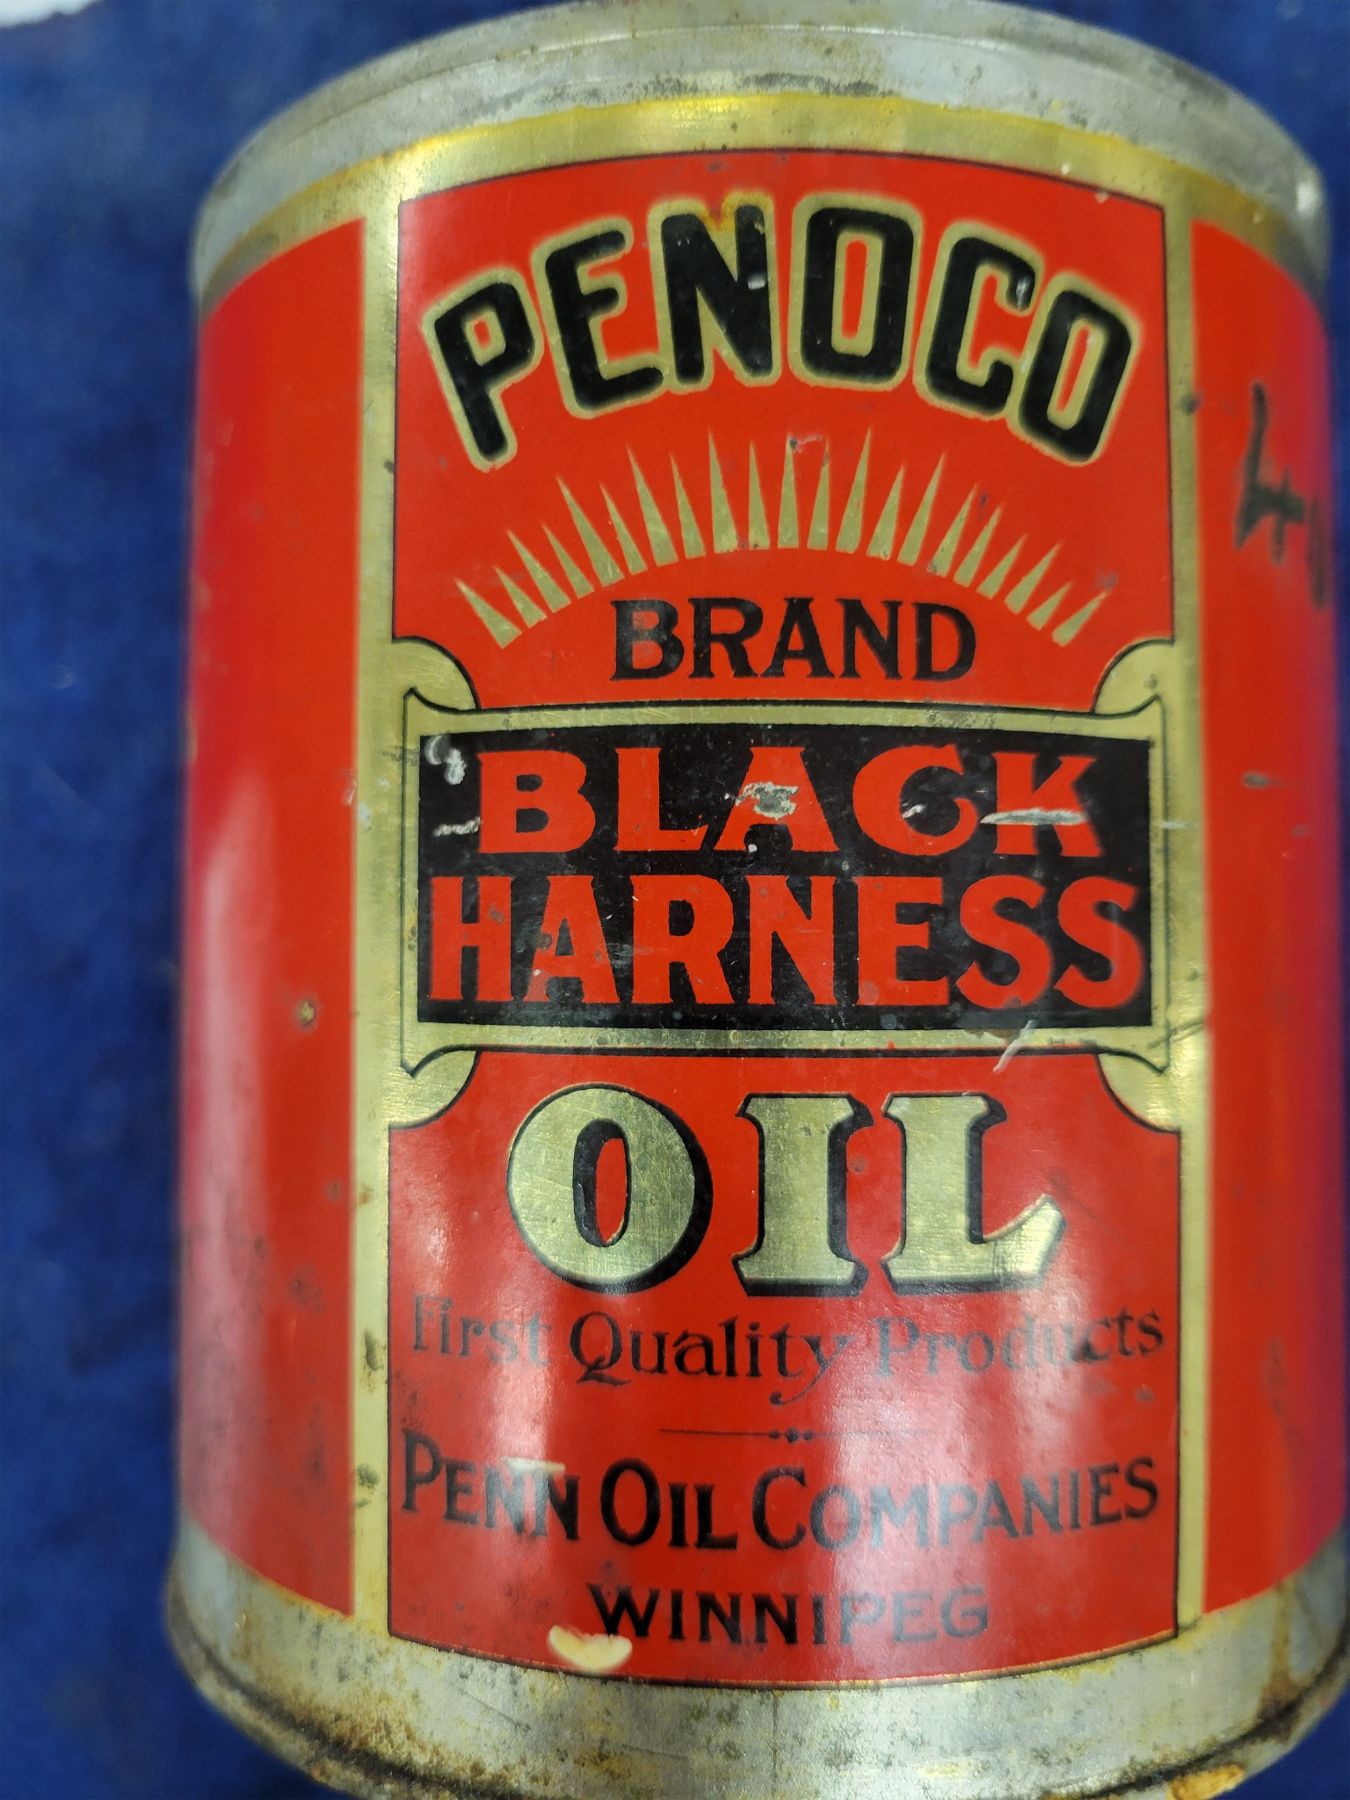 PENOCO
BRAND
BLACK
HARNESS
OIL
First Quality Products
PENN OIL COMPANIES
WINNIPEG